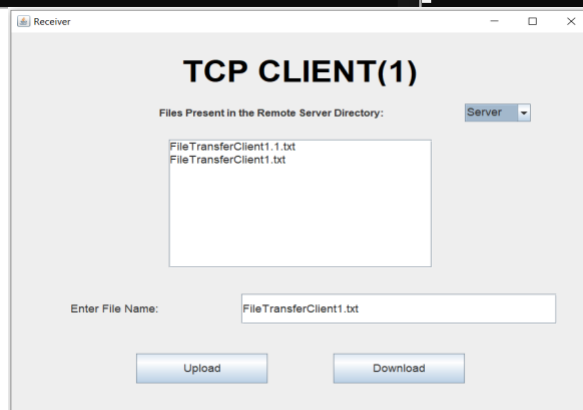 Receiver
TCP CLIENT(1)
Files Present in the Remote Server Directory:
Server
FileTransferClient1.1.txt
FileTransferClient1.txt
Enter File Name:
FileTransferClient1.txt
Upload
Download